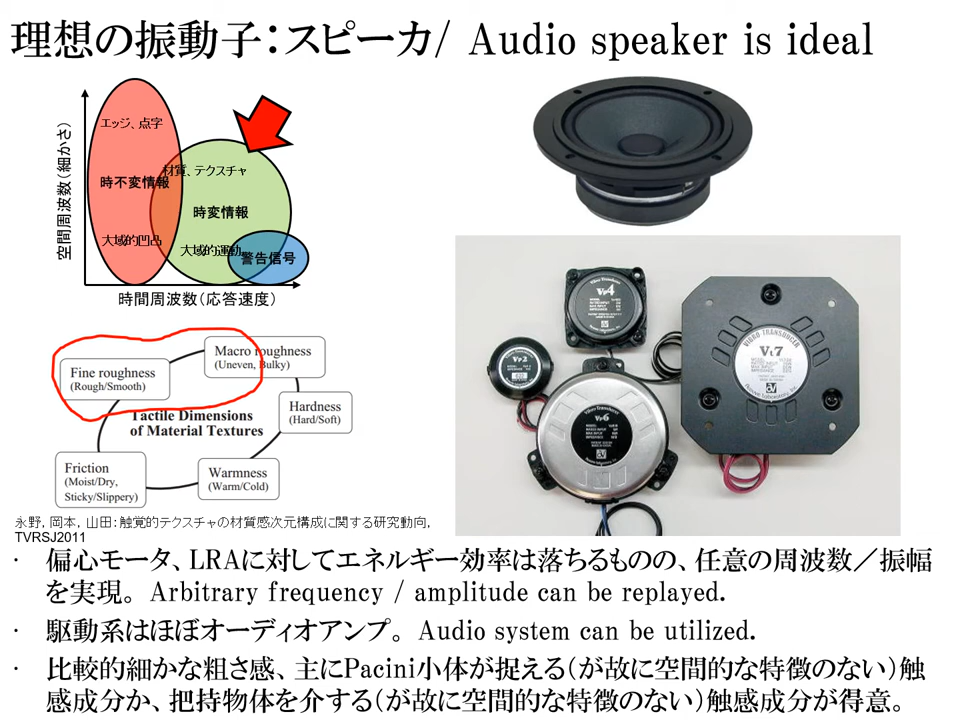 理想の振動子：スピーカ/ Audio speaker is ideal
空間周波数（細かさ）
エッジ、点字
材質、テクスチャ
時不変情報
時変情報
大域的凹凸
大域的運動
警告信号
時間周波数（応答速度）
Macro roughness
(Uneven, Bulky)
Fine roughness
(Rough/Smooth)
Tactile Dimensions
of Material Textures
Hardness
(Hard/Soft)
Friction
(Moist/Dry,
Sticky/Slippery)
Warmness
(Warm/Cold)
永野, 岡本, 山田：触覚的テクスチャの材質感次元構成に関する研究動向,
TVRSJ2011
Vibro Transducer
Vp4
Vp2
Vibro Transducer
Vp6
VIBRO TRANSDUCER
Vt7
・ 偏心モータ、LRAに対してエネルギー効率は落ちるものの、任意の周波数／振幅
を実現。 Arbitrary frequency / amplitude can be replayed.
・ 駆動系はほぼオーディオアンプ。 Audio system can be utilized.
・ 比較的細かな粗さ感、主にPacini小体が捉える（が故に空間的な特徴のない）触
感成分か、把持物体を介する（が故に空間的な特徴のない）触感成分が得意。